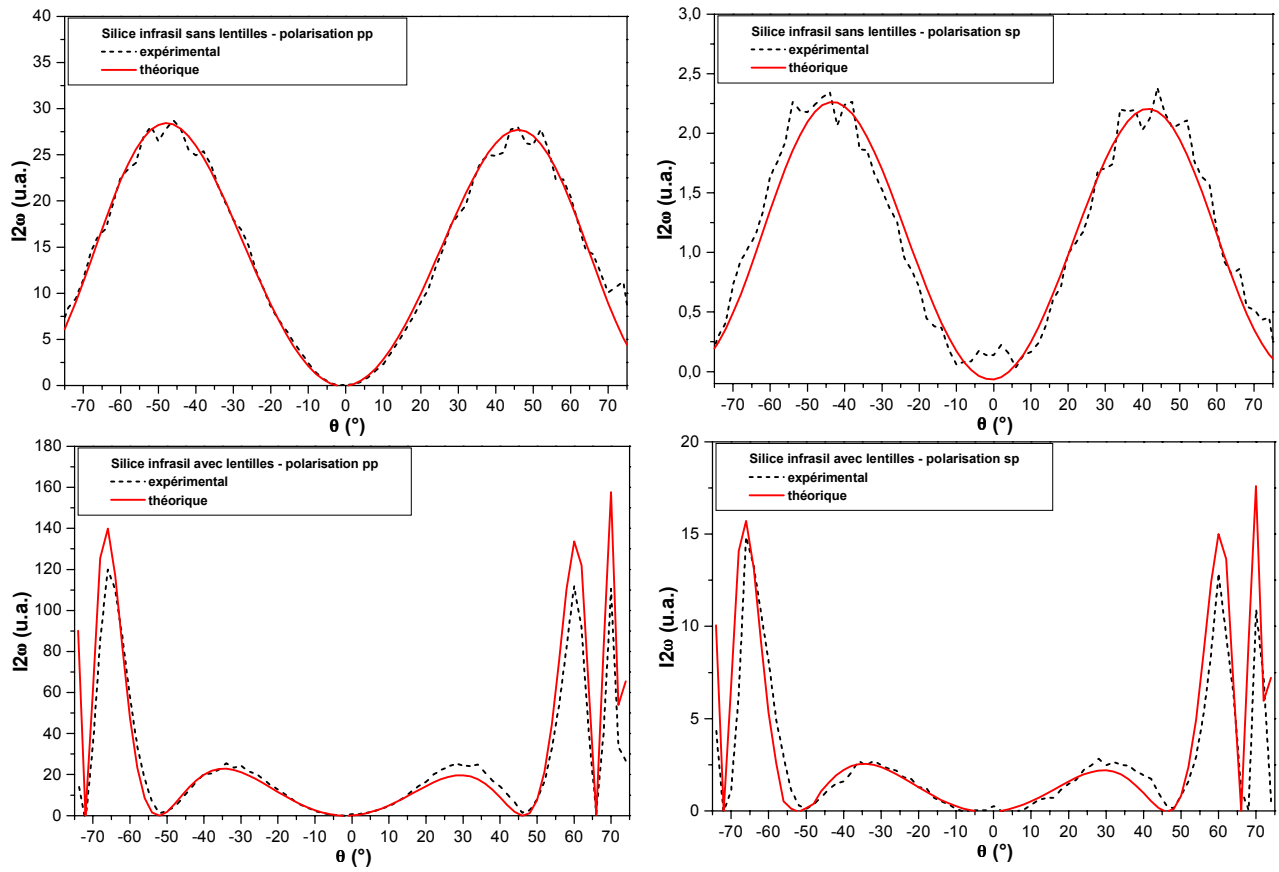 Silice infrasil sans lentilles - polarisation pp
expérimental
théorique
I2ω (u.a.)
40
35
30
25
20
15
10
5
0
-70 -60 -50 -40 -30 -20 -10 0 10 20 30 40 50 60 70
θ (°)
Silice infrasil sans lentilles - polarisation sp
expérimental
théorique
I2ω (u.a.)
3,0
2,5
2,0
1,5
1,0
0,5
0,0
-70 -60 -50 -40 -30 -20 -10 0 10 20 30 40 50 60 70
θ (°)
Silice infrasil avec lentilles - polarisation pp
expérimental
théorique
I2ω (u.a.)
180
160
140
120
100
80
60
40
20
0
-70 -60 -50 -40 -30 -20 -10 0 10 20 30 40 50 60 70
θ (°)
Silice infrasil avec lentilles - polarisation sp
expérimental
théorique
I2ω (u.a.)
20
15
10
5
0
-70 -60 -50 -40 -30 -20 -10 0 10 20 30 40 50 60 70
θ (°)